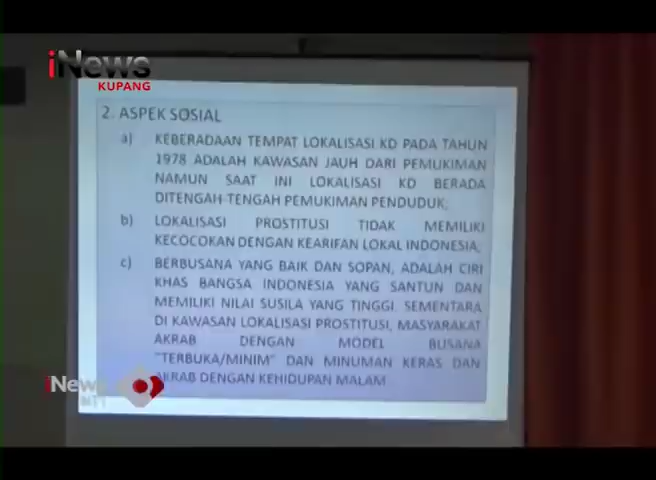 iNews
KUPANG
2. ASPEK SOSIAL
a) KEBERADAAN TEMPAT LOKALISASI KD PADA TAHUN
1978 ADALAH KAWASAN JAUH DARI PEMUKIMAN
NAMUN SAAT INI LOKALISASI KD BERADA
DITENGAH-TENGAH PEMUKIMAN PENDUDUK;
b) LOKALISASI PROSTITUSI TIDAK MEMILIKI
KECOCOKAN DENGAN KEARIFAN LOKAL INDONESIA;
c) BERBUSANA YANG BAIK DAN SOPAN, ADALAH CIRI
KHAS BANGSA INDONESIA YANG SANTUN DAN
MEMILIKI NILAI SUSILA YANG TINGGI. SEMENTARA
DI KAWASAN LOKALISASI PROSTITUSI, MASYARAKAT
AKRAB DENGAN MODEL BUSANA
"TERBUKA/MINIM" DAN MINUMAN KERAS DAN
AKRAB DENGAN KEHIDUPAN MALAM
iNews
NTT